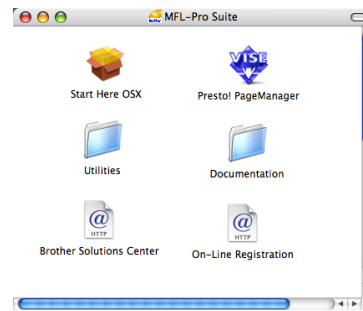 MFL-Pro Suite
VISE
Start Here OSX
Presto! PageManager
Utilities
Documentation
@
HTTP
@
HTTP
Brother Solutions Center
On-Line Registration